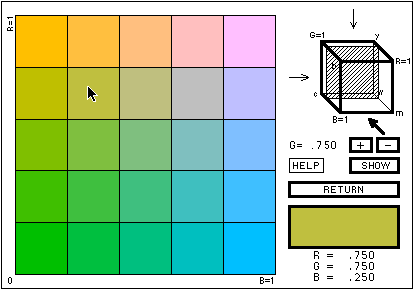 R=1
G=1
y
R=1
b
c
w
B=1
m
G= .750
+
-
HELP
SHOW
RETURN
R = .750
G = .750
B = .250
0
B=1